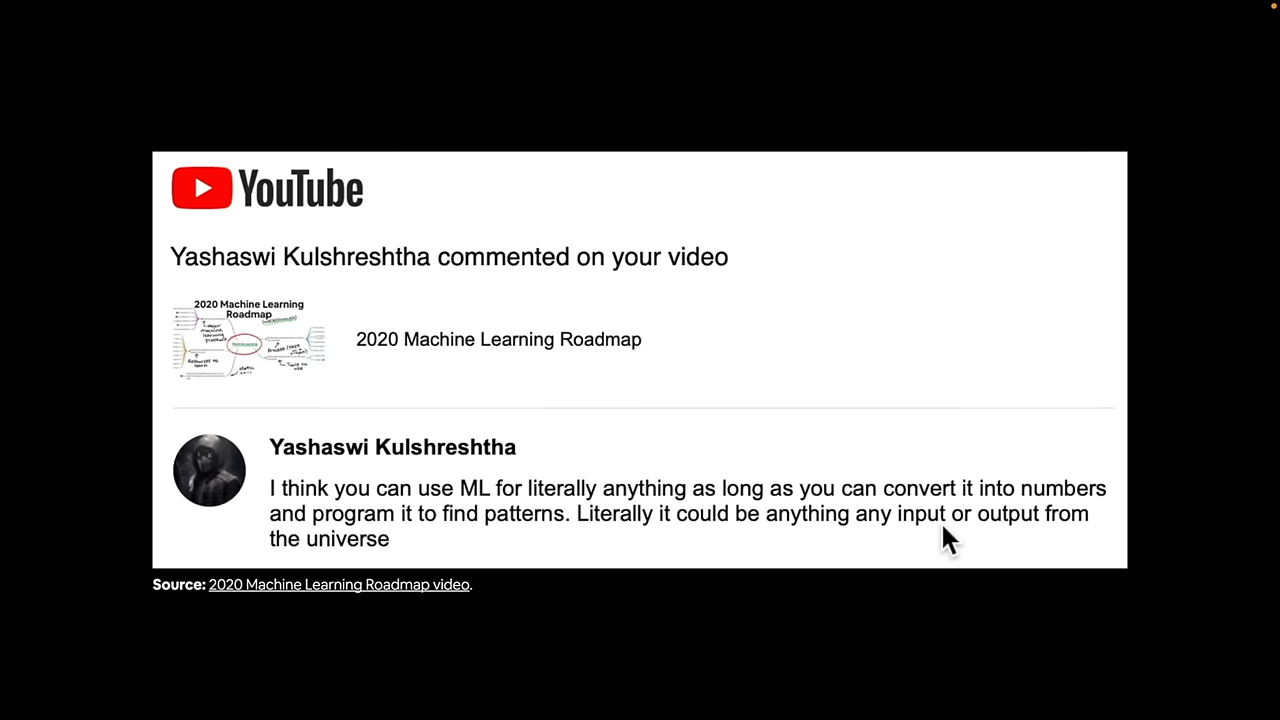 YouTube
Yashaswi Kulshreshtha commented on your video
2020 Machine Learning
Roadmap
2020 Machine Learning Roadmap
Resources to
learn
Yashaswi Kulshreshtha
I think you can use ML for literally anything as long as you can convert it into numbers
and program it to find patterns. Literally it could be anything any input or output from
the universe
Source: 2020 Machine Learning Roadmap video.